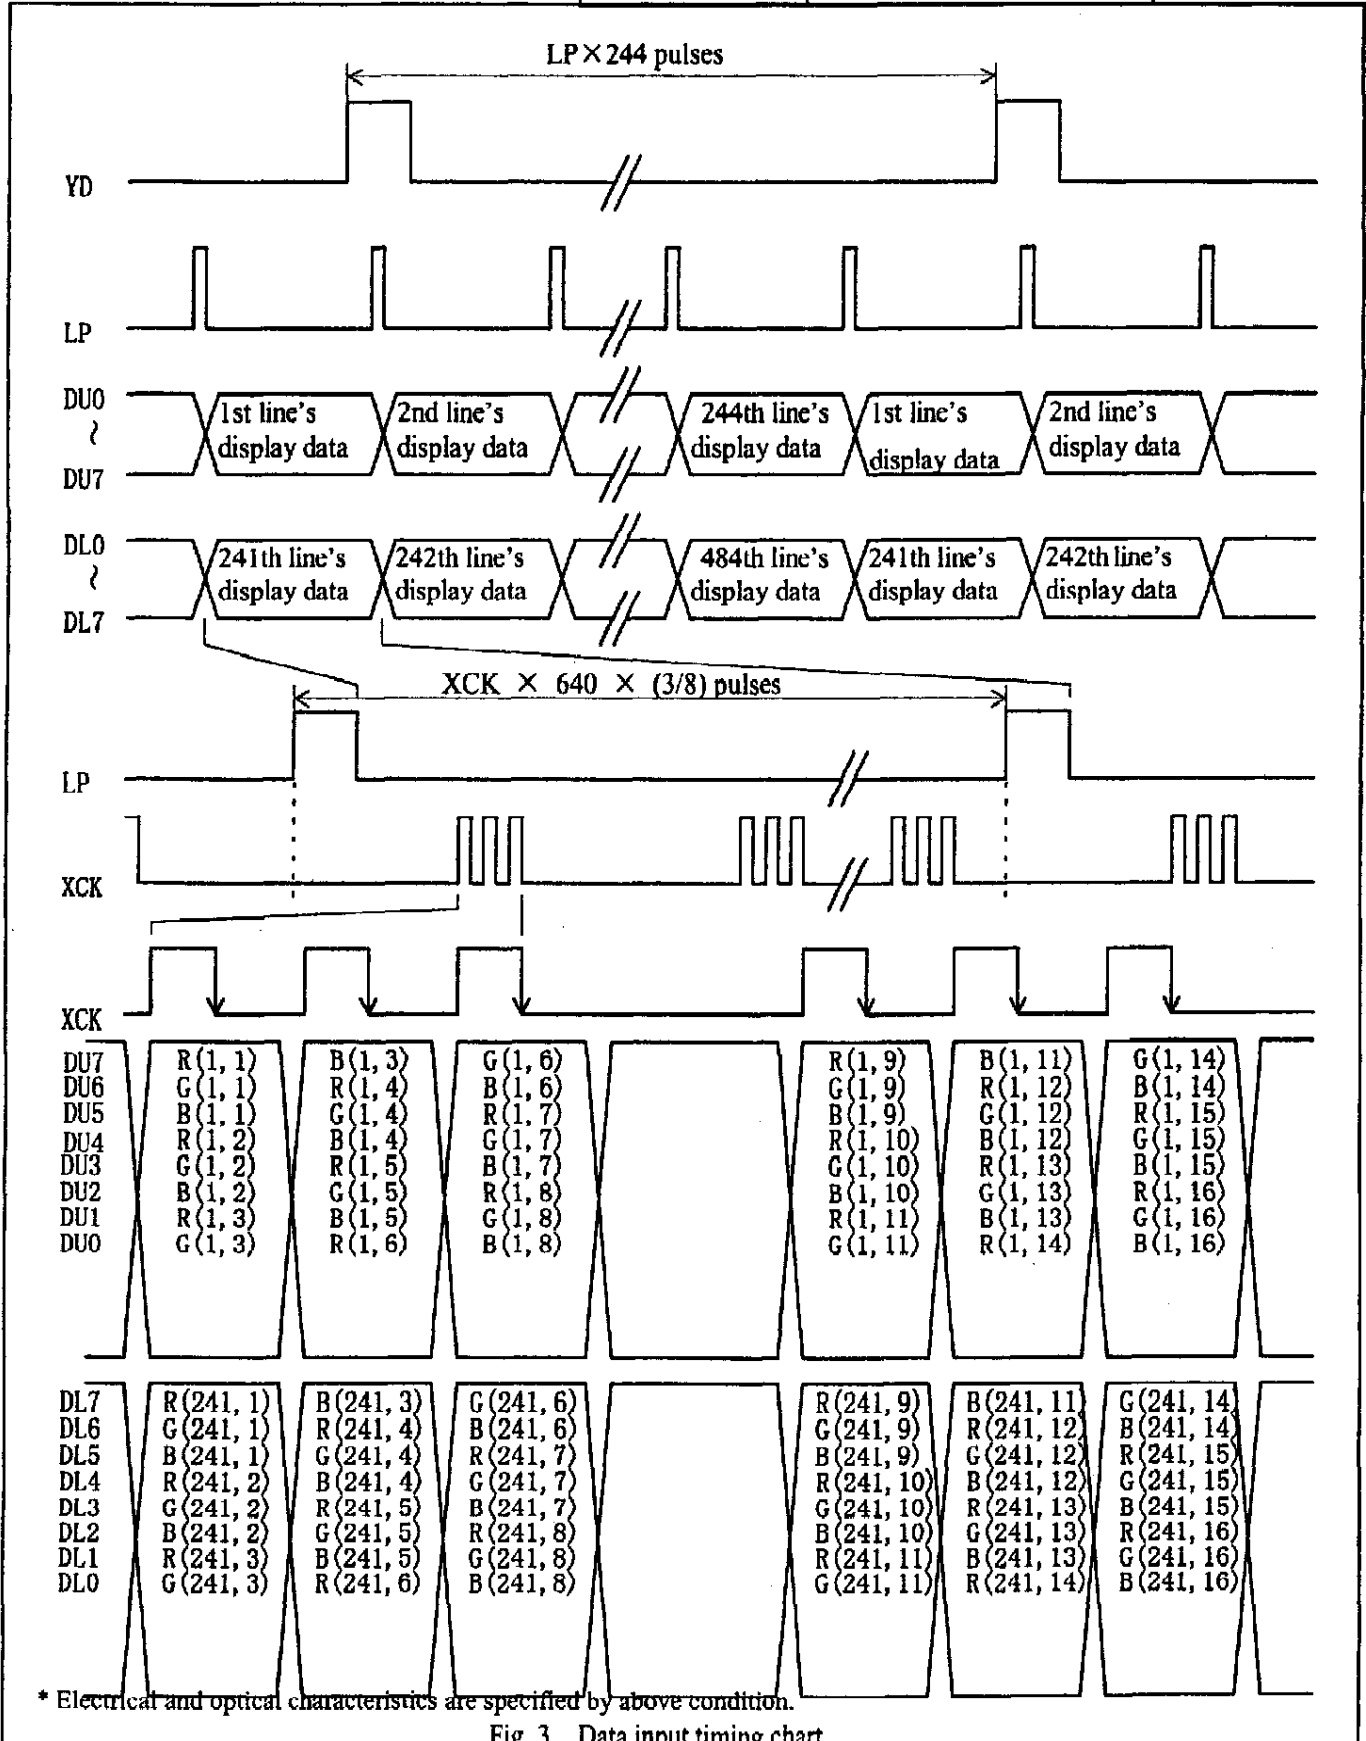 LP×244 pulses
YD
LP
DU0
1st line's 2nd line's 244th line's 1st line's 2nd line's
≀
display data display data display data display data display data
DU7
DL0
241th line's 242th line's 484th line's 241th line's 242th line's
≀
display data display data display data display data display data
DL7
XCK × 640 × (3/8) pulses
LP
XCK
XCK
DU7 R(1, 1) B(1, 3) G(1, 6) R(1, 9) B(1, 11) G(1, 14)
DU6 G(1, 1) R(1, 4) B(1, 6) G(1, 9) R(1, 12) B(1, 14)
DU5 B(1, 1) G(1, 4) R(1, 7) B(1, 9) G(1, 12) R(1, 15)
DU4 R(1, 2) B(1, 4) G(1, 7) R(1, 10) B(1, 12) G(1, 15)
DU3 G(1, 2) R(1, 5) B(1, 7) G(1, 10) R(1, 13) B(1, 15)
DU2 B(1, 2) G(1, 5) R(1, 8) B(1, 10) G(1, 13) R(1, 16)
DU1 R(1, 3) B(1, 5) G(1, 8) R(1, 11) B(1, 13) G(1, 16)
DU0 G(1, 3) R(1, 6) B(1, 8) G(1, 11) R(1, 14) B(1, 16)
DL7 R(241, 1) B(241, 3) G(241, 6) R(241, 9) B(241, 11) G(241, 14)
DL6 G(241, 1) R(241, 4) B(241, 6) G(241, 9) R(241, 12) B(241, 14)
DL5 B(241, 1) G(241, 4) R(241, 7) B(241, 9) G(241, 12) R(241, 15)
DL4 R(241, 2) B(241, 4) G(241, 7) R(241, 10) B(241, 12) G(241, 15)
DL3 G(241, 2) R(241, 5) B(241, 7) G(241, 10) R(241, 13) B(241, 15)
DL2 B(241, 2) G(241, 5) R(241, 8) B(241, 10) G(241, 13) R(241, 16)
DL1 R(241, 3) B(241, 5) G(241, 8) R(241, 11) B(241, 13) G(241, 16)
DL0 G(241, 3) R(241, 6) B(241, 8) G(241, 11) R(241, 14) B(241, 16)
* Electrical and optical characteristics are specified by above condition.
Fig. 3 Data input timing chart